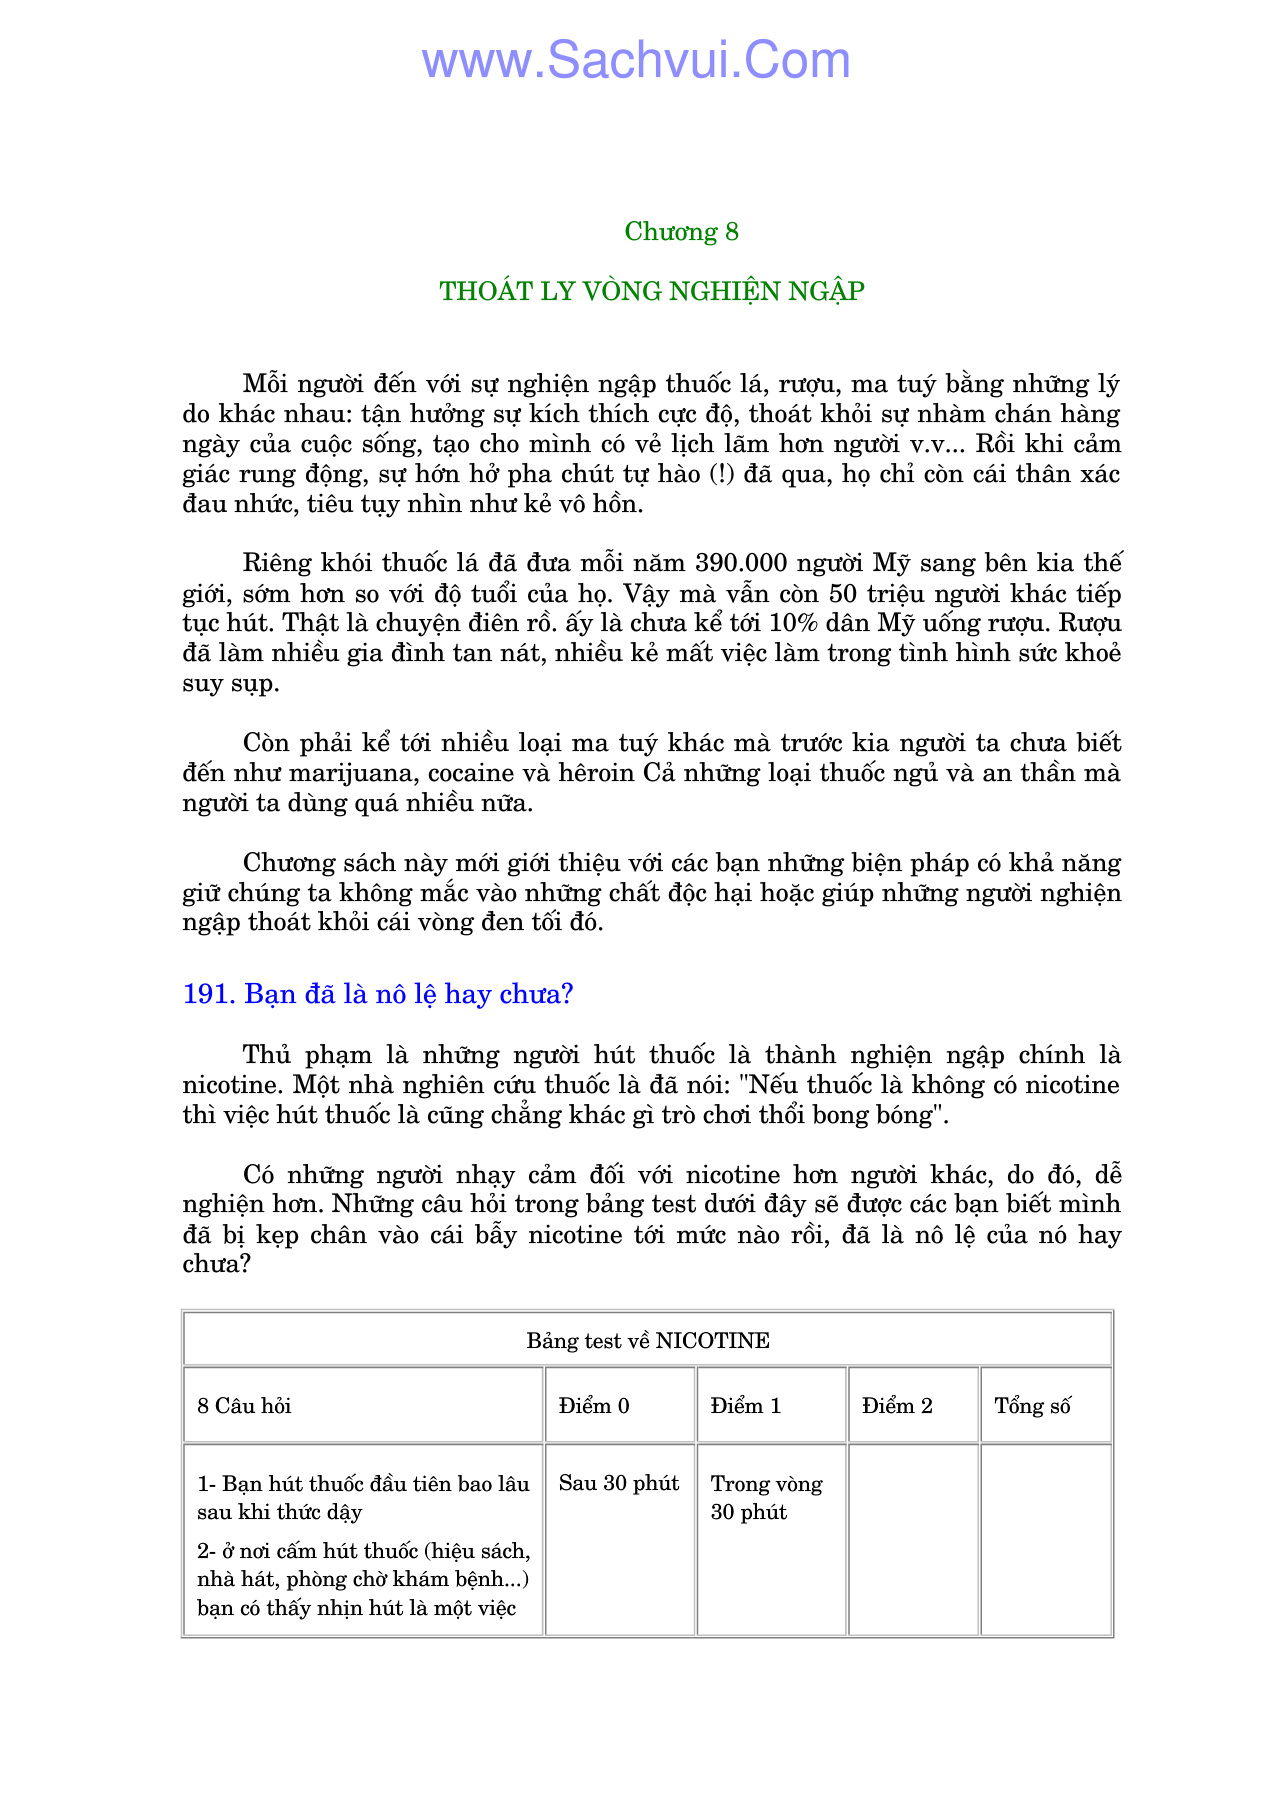 www.Sachvui.Com
Chương 8
THOÁT LY VÒNG NGHIỆN NGẬP
Mỗi người đến với sự nghiện ngập thuốc lá, rượu, ma tuý bằng những lý
do khác nhau: tận hưởng sự kích thích cực độ, thoát khỏi sự nhàm chán hàng
ngày của cuộc sống, tạo cho mình có vẻ lịch lãm hơn người v.v... Rồi khi cảm
giác rung động, sự hớn hở pha chút tự hào (!) đã qua, họ chỉ còn cái thân xác
đau nhức, tiêu tụy nhìn như kẻ vô hồn.
Riêng khói thuốc lá đã đưa mỗi năm 390.000 người Mỹ sang bên kia thế
giới, sớm hơn so với độ tuổi của họ. Vậy mà vẫn còn 50 triệu người khác tiếp
tục hút. Thật là chuyện điên rồ. ấy là chưa kể tới 10% dân Mỹ uống rượu. Rượu
đã làm nhiều gia đình tan nát, nhiều kẻ mất việc làm trong tình hình sức khoẻ
suy sụp.
Còn phải kể tới nhiều loại ma tuý khác mà trước kia người ta chưa biết
đến như marijuana, cocaine và hêroin Cả những loại thuốc ngủ và an thần mà
người ta dùng quá nhiều nữa.
Chương sách này mới giới thiệu với các bạn những biện pháp có khả năng
giữ chúng ta không mắc vào những chất độc hại hoặc giúp những người nghiện
ngập thoát khỏi cái vòng đen tối đó.
191. Bạn đã là nô lệ hay chưa?
Thủ phạm là những người hút thuốc là thành nghiện ngập chính là
nicotine. Một nhà nghiên cứu thuốc là đã nói: "Nếu thuốc là không có nicotine
thì việc hút thuốc là cũng chẳng khác gì trò chơi thổi bong bóng".
Có những người nhạy cảm đối với nicotine hơn người khác, do đó, dễ
nghiện hơn. Những câu hỏi trong bảng test dưới đây sẽ được các bạn biết mình
đã bị kẹp chân vào cái bẫy nicotine tới mức nào rồi, đã là nô lệ của nó hay
chưa?
Bảng test về NICOTINE
8 Câu hỏi Điểm 0 Điểm 1 Điểm 2 Tổng số
1- Bạn hút thuốc đầu tiên bao lâu Sau 30 phút Trong vòng
sau khi thức dậy 30 phút
2- ở nơi cấm hút thuốc (hiệu sách,
nhà hát, phòng chờ khám bệnh...)
bạn có thấy nhịn hút là một việc